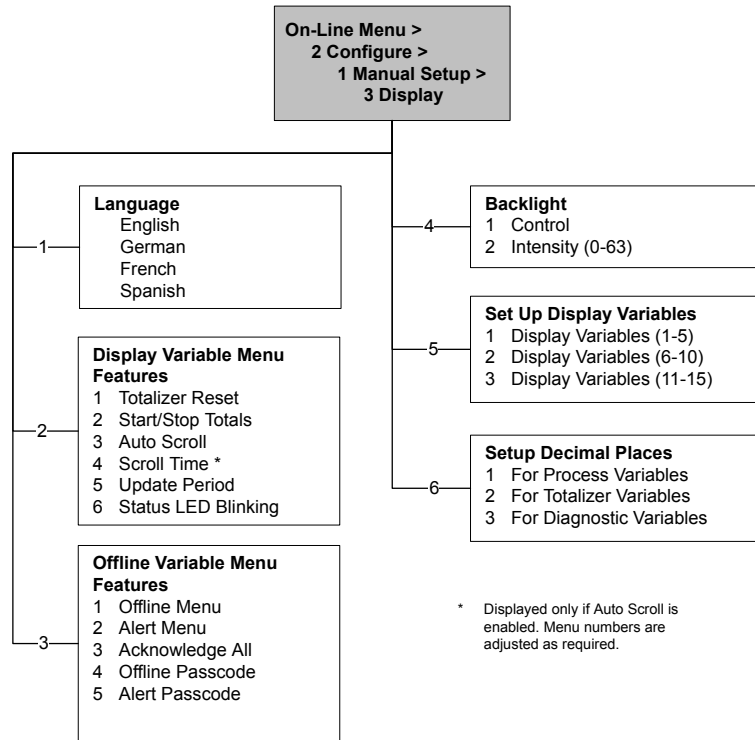 On-Line Menu >
2 Configure >
1 Manual Setup >
3 Display
1
Language
English
German
French
Spanish
2
Display Variable Menu
Features
1 Totalizer Reset
2 Start/Stop Totals
3 Auto Scroll
4 Scroll Time *
5 Update Period
6 Status LED Blinking
3
Offline Variable Menu
Features
1 Offline Menu
2 Alert Menu
3 Acknowledge All
4 Offline Passcode
5 Alert Passcode
4
Backlight
1 Control
2 Intensity (0-63)
5
Set Up Display Variables
1 Display Variables (1-5)
2 Display Variables (6-10)
3 Display Variables (11-15)
6
Setup Decimal Places
1 For Process Variables
2 For Totalizer Variables
3 For Diagnostic Variables
* Displayed only if Auto Scroll is
enabled. Menu numbers are
adjusted as required.